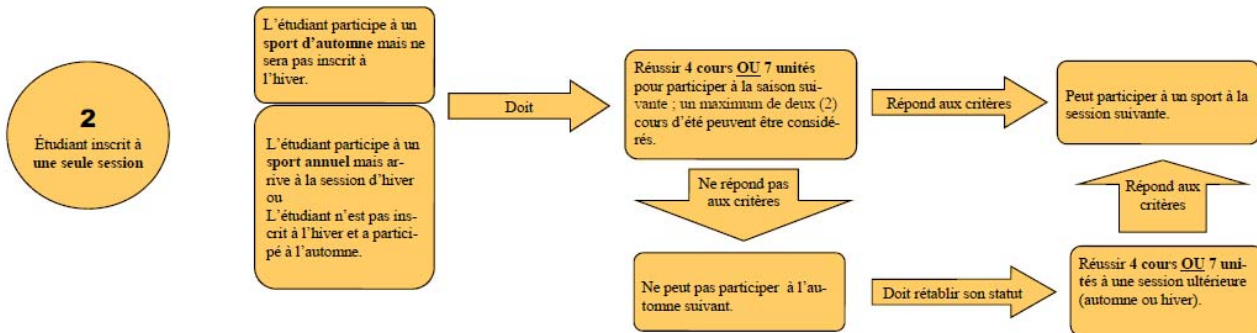 2
Étudiant inscrit à
une seule session
L'étudiant participe à un
sport d'automne mais ne
sera pas inscrit à
l'hiver.
L'étudiant participe à un
sport annuel mais ar-
rive à la session d'hiver
ou
L'étudiant n'est pas ins-
crit à l'hiver et a partici-
pé à l'automne.
Doit
Réussir 4 cours OU 7 unités
pour participer à la saison sui-
vante ; un maximum de deux (2)
cours d'été peuvent être considé-
rés.
Répond aux critères
Peut participer à un sport à la
session suivante.
Ne répond pas
aux critères
Ne peut pas participer à l'au-
tomne suivant.
Doit rétablir son statut
Réussir 4 cours OU 7 uni-
tés à une session ultérieure
(automne ou hiver).
Répond aux
critères